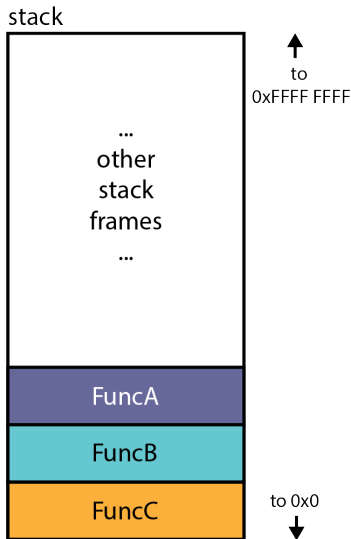 stack
to
0xFFFF FFFF
...
other
stack
frames
...
FuncA
FuncB
FuncC
to 0x0